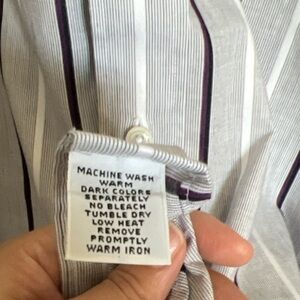 MACHINE WASH
WARM
DARK COLORS
SEPARATELY
NO BLEACH
TUMBLE DRY
LOW HEAT
REMOVE
PROMPTLY
WARM IRON